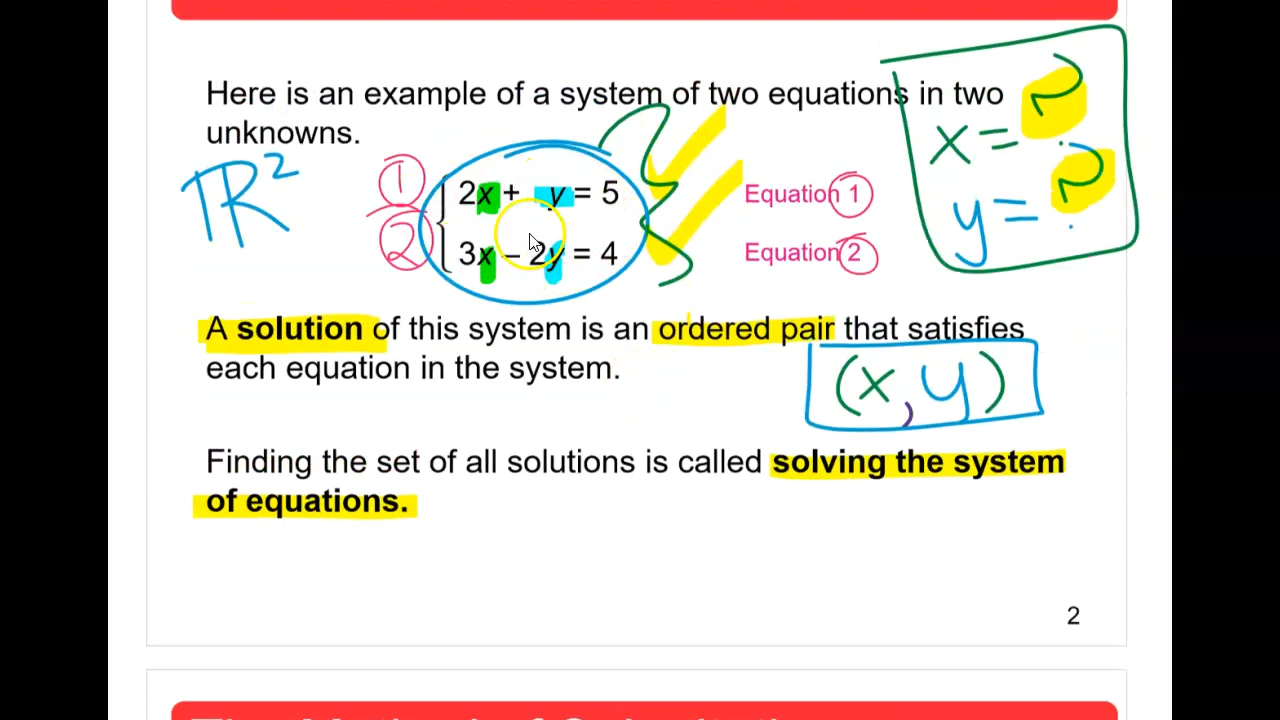 Here is an example of a system of two equations in two
unknowns.
x = ?
y = ?
ℝ²
① 2x + y = 5 Equation 1
② 3x – 2y = 4 Equation 2
A solution of this system is an ordered pair that satisfies
each equation in the system.
(x, y)
Finding the set of all solutions is called solving the system
of equations.
2